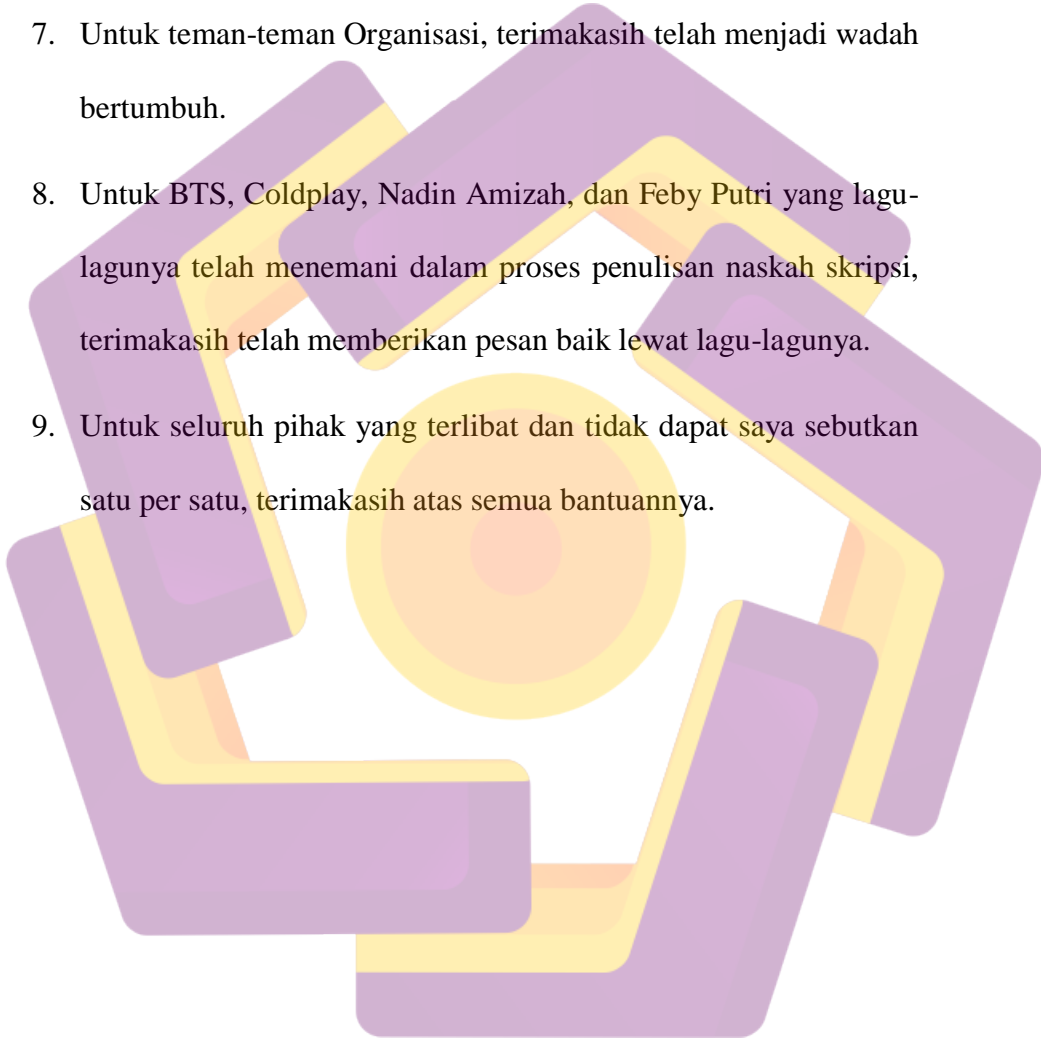 7. Untuk teman-teman Organisasi, terimakasih telah menjadi wadah
bertumbuh.
8. Untuk BTS, Coldplay, Nadin Amizah, dan Feby Putri yang lagu-
lagunya telah menemani dalam proses penulisan naskah skripsi,
terimakasih telah memberikan pesan baik lewat lagu-lagunya.
9. Untuk seluruh pihak yang terlibat dan tidak dapat saya sebutkan
satu per satu, terimakasih atas semua bantuannya.